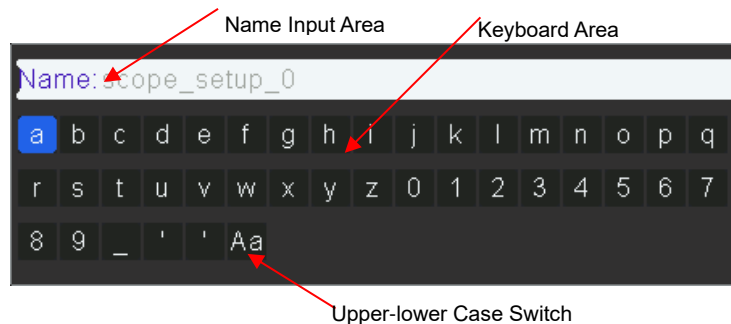 Name Input Area
Keyboard Area
Name: scope_setup_0
a b c d e f g h i j k l m n o p q
r s t u v w x y z 0 1 2 3 4 5 6 7
8 9 _ ' ' Aa
Upper-lower Case Switch